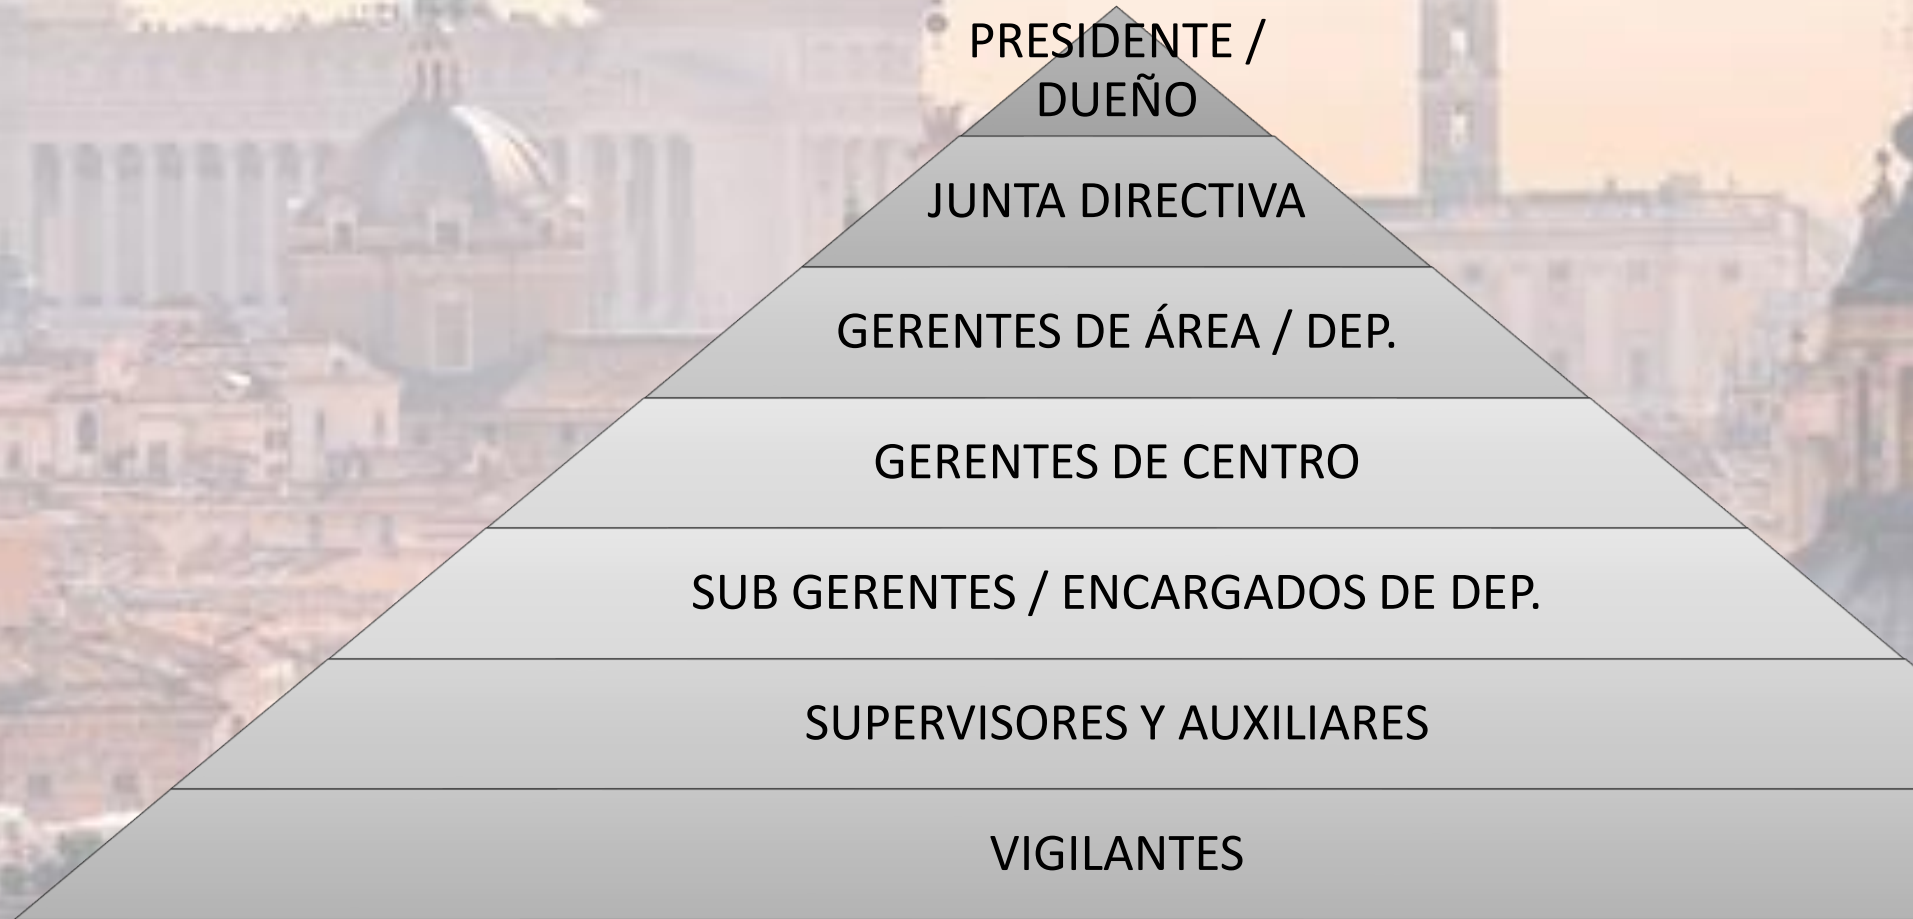 PRESIDENTE /
DUEÑO
JUNTA DIRECTIVA
GERENTES DE ÁREA / DEP.
GERENTES DE CENTRO
SUB GERENTES / ENCARGADOS DE DEP.
SUPERVISORES Y AUXILIARES
VIGILANTES